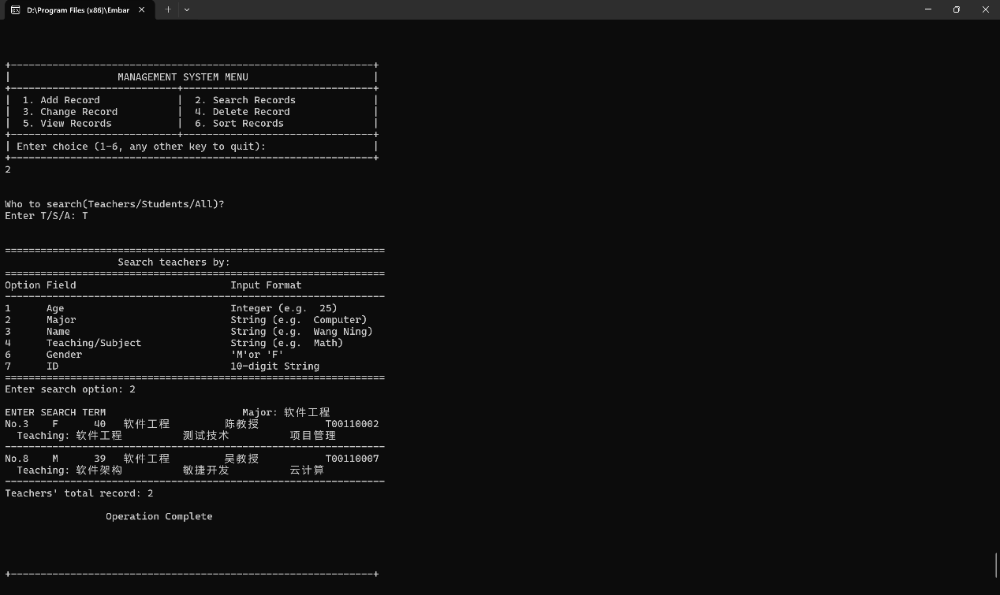 D:\Program Files (x86)\Embar
+-------------------------------------------------------------+
|                  MANAGEMENT SYSTEM MENU                     |
+----------------------------+--------------------------------+
|  1. Add Record             |  2. Search Records             |
|  3. Change Record          |  4. Delete Record              |
|  5. View Records           |  6. Sort Records               |
+----------------------------+--------------------------------+
| Enter choice (1-6, any other key to quit):                  |
+-------------------------------------------------------------+
2
Who to search(Teachers/Students/All)?
Enter T/S/A: T
================================================================
                   Search teachers by:
================================================================
Option Field                          Input Format
----------------------------------------------------------------
1      Age                            Integer (e.g.  25)
2      Major                          String (e.g.  Computer)
3      Name                           String (e.g.  Wang Ning)
4      Teaching/Subject               String (e.g.  Math)
6      Gender                         'M'or 'F'
7      ID                             10-digit String
================================================================
Enter search option: 2
ENTER SEARCH TERM                       Major: 软件工程
No.3    F      40   软件工程         陈教授           T00110002
  Teaching: 软件工程          测试技术          项目管理
----------------------------------------------------------------
No.8    M      39   软件工程         吴教授           T00110007
  Teaching: 软件架构          敏捷开发          云计算
----------------------------------------------------------------
Teachers' total record: 2
                 Operation Complete
+-------------------------------------------------------------+